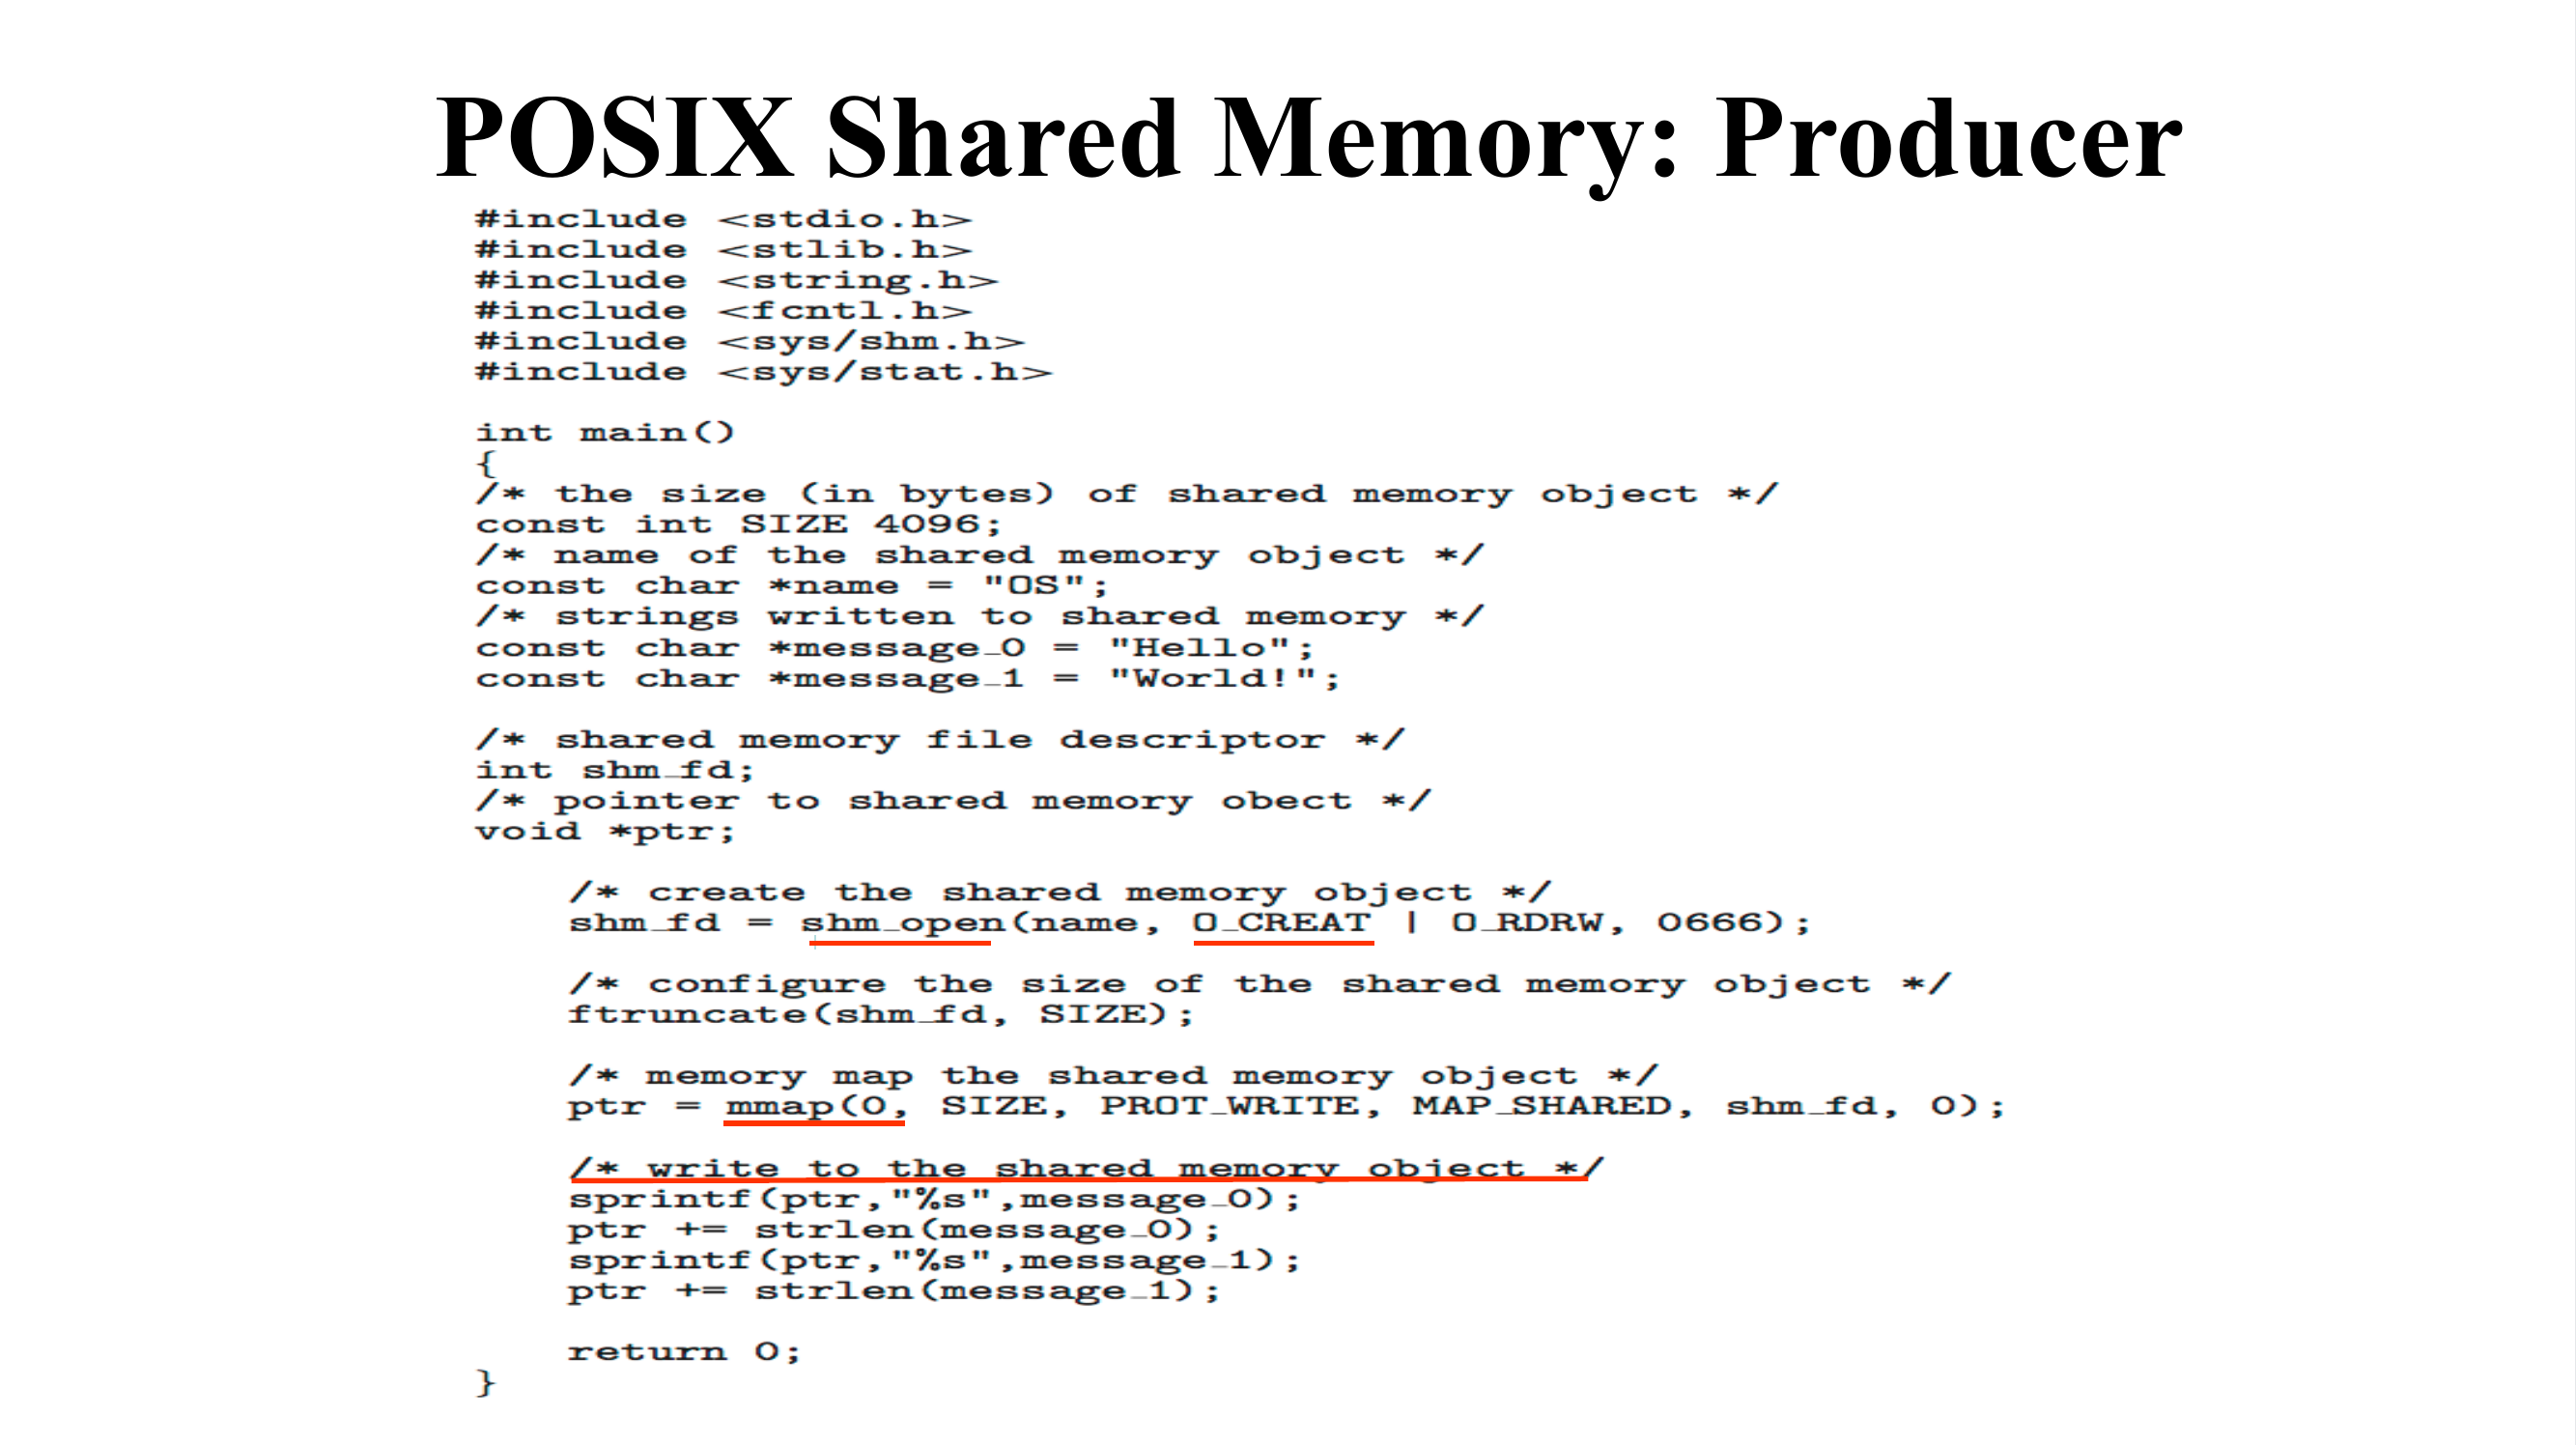 POSIX Shared Memory: Producer
#include <stdio.h>
#include <stlib.h>
#include <string.h>
#include <fcntl.h>
#include <sys/shm.h>
#include <sys/stat.h>
int main()
{
/* the size (in bytes) of shared memory object */
const int SIZE 4096;
/* name of the shared memory object */
const char *name = "OS";
/* strings written to shared memory */
const char *message_0 = "Hello";
const char *message_1 = "World!";
/* shared memory file descriptor */
int shm_fd;
/* pointer to shared memory obect */
void *ptr;
/* create the shared memory object */
shm_fd = shm_open(name, O_CREAT | O_RDRW, 0666);
/* configure the size of the shared memory object */
ftruncate(shm_fd, SIZE);
/* memory map the shared memory object */
ptr = mmap(0, SIZE, PROT_WRITE, MAP_SHARED, shm_fd, 0);
/* write to the shared memory object */
sprintf(ptr,"%s",message_0);
ptr += strlen(message_0);
sprintf(ptr,"%s",message_1);
ptr += strlen(message_1);
return 0;
}